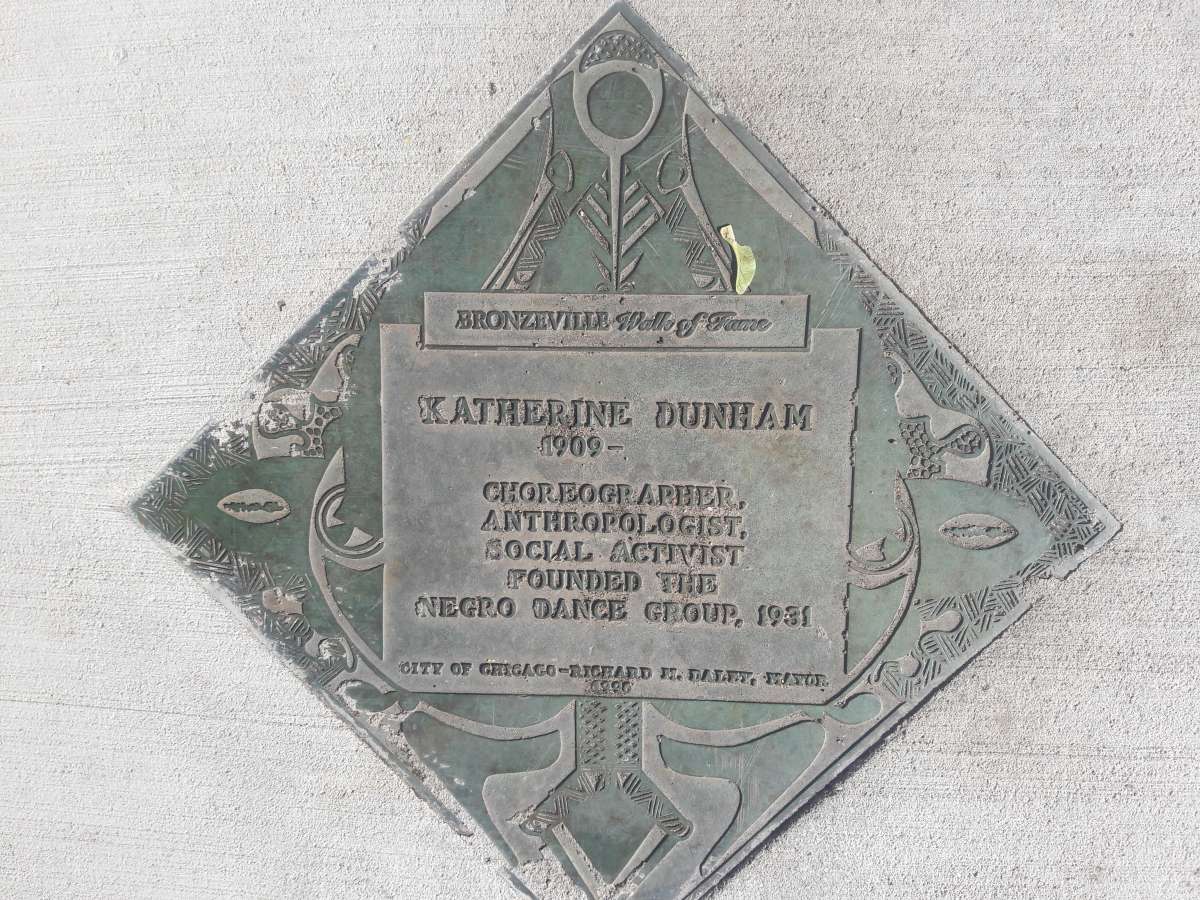 BRONZEVILLE Walk of Fame
KATHERINE DUNHAM
1909-
CHOREOGRAPHER,
ANTHROPOLOGIST,
SOCIAL ACTIVIST
FOUNDED THE
NEGRO DANCE GROUP, 1931
CITY OF CHICAGO-RICHARD M. DALEY, MAYOR